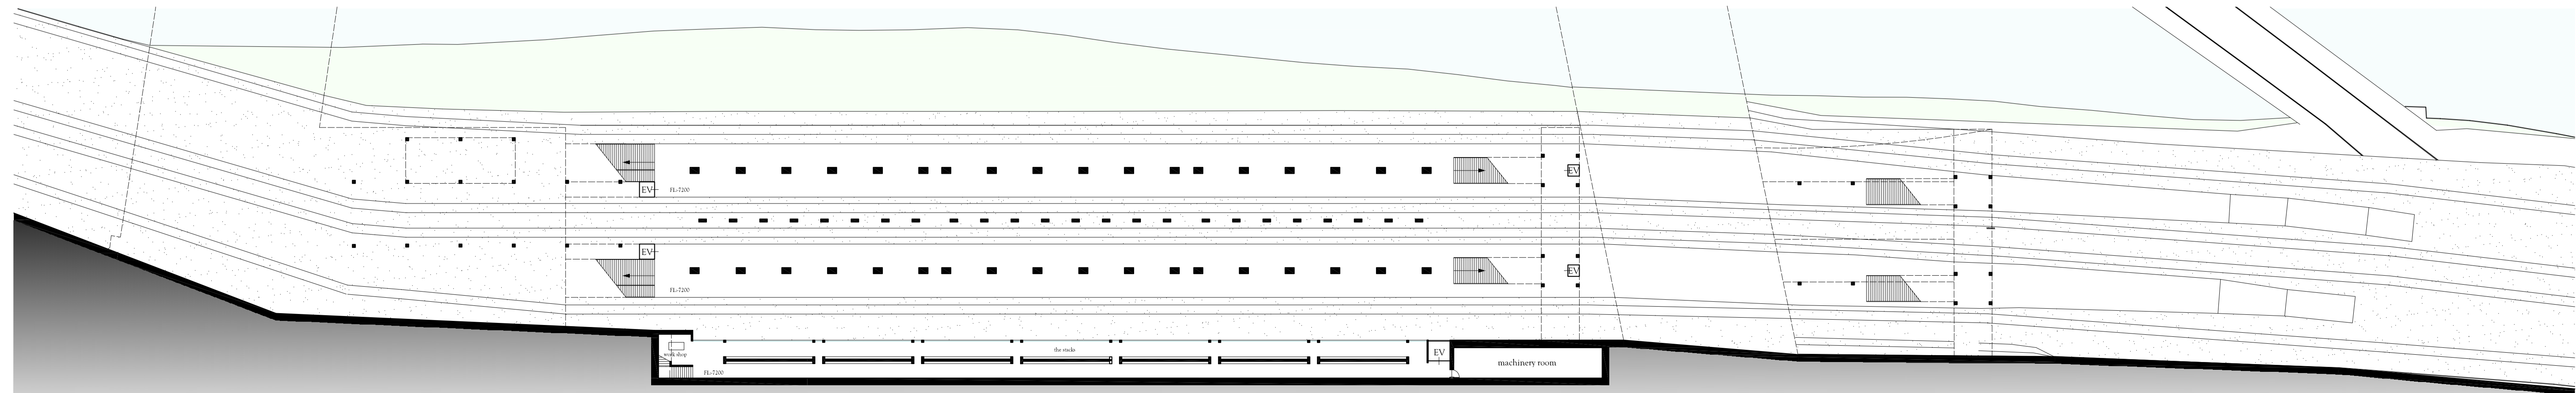 EV
FL-7200
EV
EV
FL-7200
EV
work shop
FL-7200
the stacks
EV
machinery room